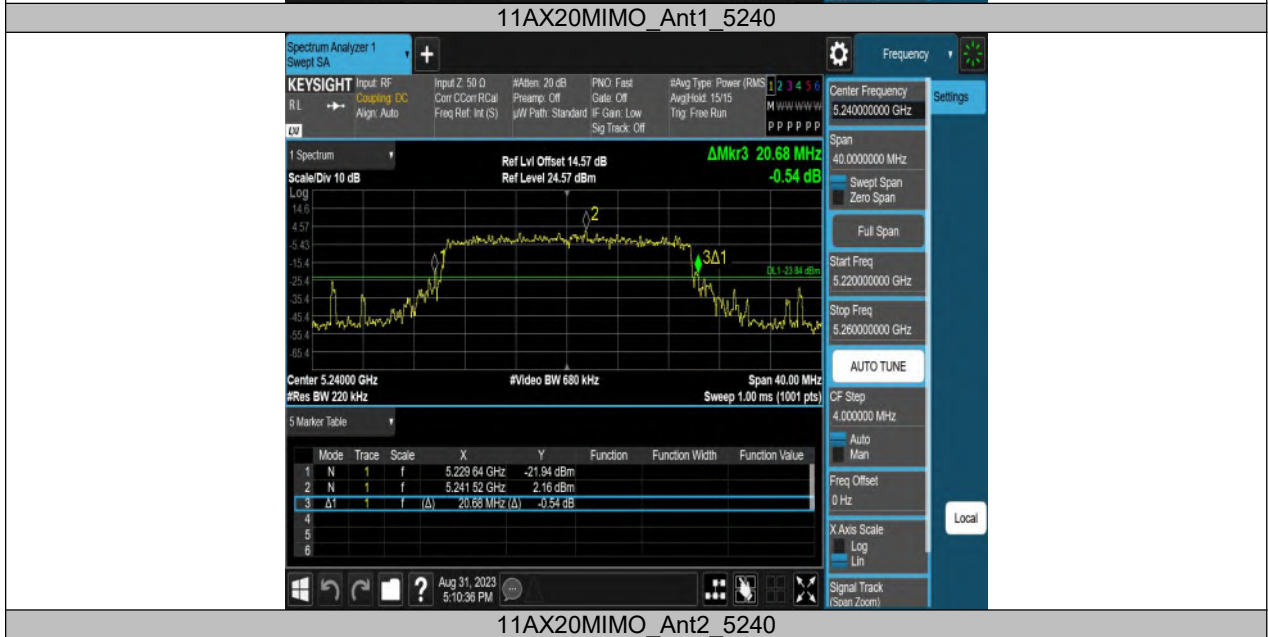 11AX20MIMO_Ant1_5240
Spectrum Analyzer 1
Swept SA
+
Frequency
KEYSIGHT
RL
LXI
Input: RF
Coupling: DC
Align: Auto
Input Z: 50 Ω
Corr CCorr RCal
Freq Ref: Int (S)
#Atten: 20 dB
Preamp: Off
µW Path: Standard
PNO: Fast
Gate: Off
IF Gain: Low
Sig Track: Off
#Avg Type: Power (RMS
Avg|Hold: 15/15
Trig: Free Run
1 2 3 4 5 6
M W W W W W
P P P P P P
Center Frequency
5.240000000 GHz
Settings
Span
40.0000000 MHz
Swept Span
Zero Span
Full Span
Start Freq
5.220000000 GHz
Stop Freq
5.260000000 GHz
AUTO TUNE
CF Step
4.000000 MHz
Auto
Man
Freq Offset
0 Hz
X Axis Scale
Log
Lin
Signal Track
(Span Zoom)
Local
1 Spectrum
Ref Lvl Offset 14.57 dB
ΔMkr3 20.68 MHz
Scale/Div 10 dB
Ref Level 24.57 dBm
-0.54 dB
Log
14.6
4.57
-5.43
-15.4
-25.4
-35.4
-45.4
-55.4
-65.4
1
2
3Δ1
DL1 -23.84 dBm
Center 5.24000 GHz
#Video BW 680 kHz
Span 40.00 MHz
#Res BW 220 kHz
Sweep 1.00 ms (1001 pts)
5 Marker Table
Mode Trace Scale X Y Function Function Width Function Value
1 N 1 f 5.229 64 GHz -21.94 dBm
2 N 1 f 5.241 52 GHz 2.16 dBm
3 Δ1 1 f (Δ) 20.68 MHz (Δ) -0.54 dB
4
5
6
?
Aug 31, 2023
5:10:36 PM
11AX20MIMO_Ant2_5240